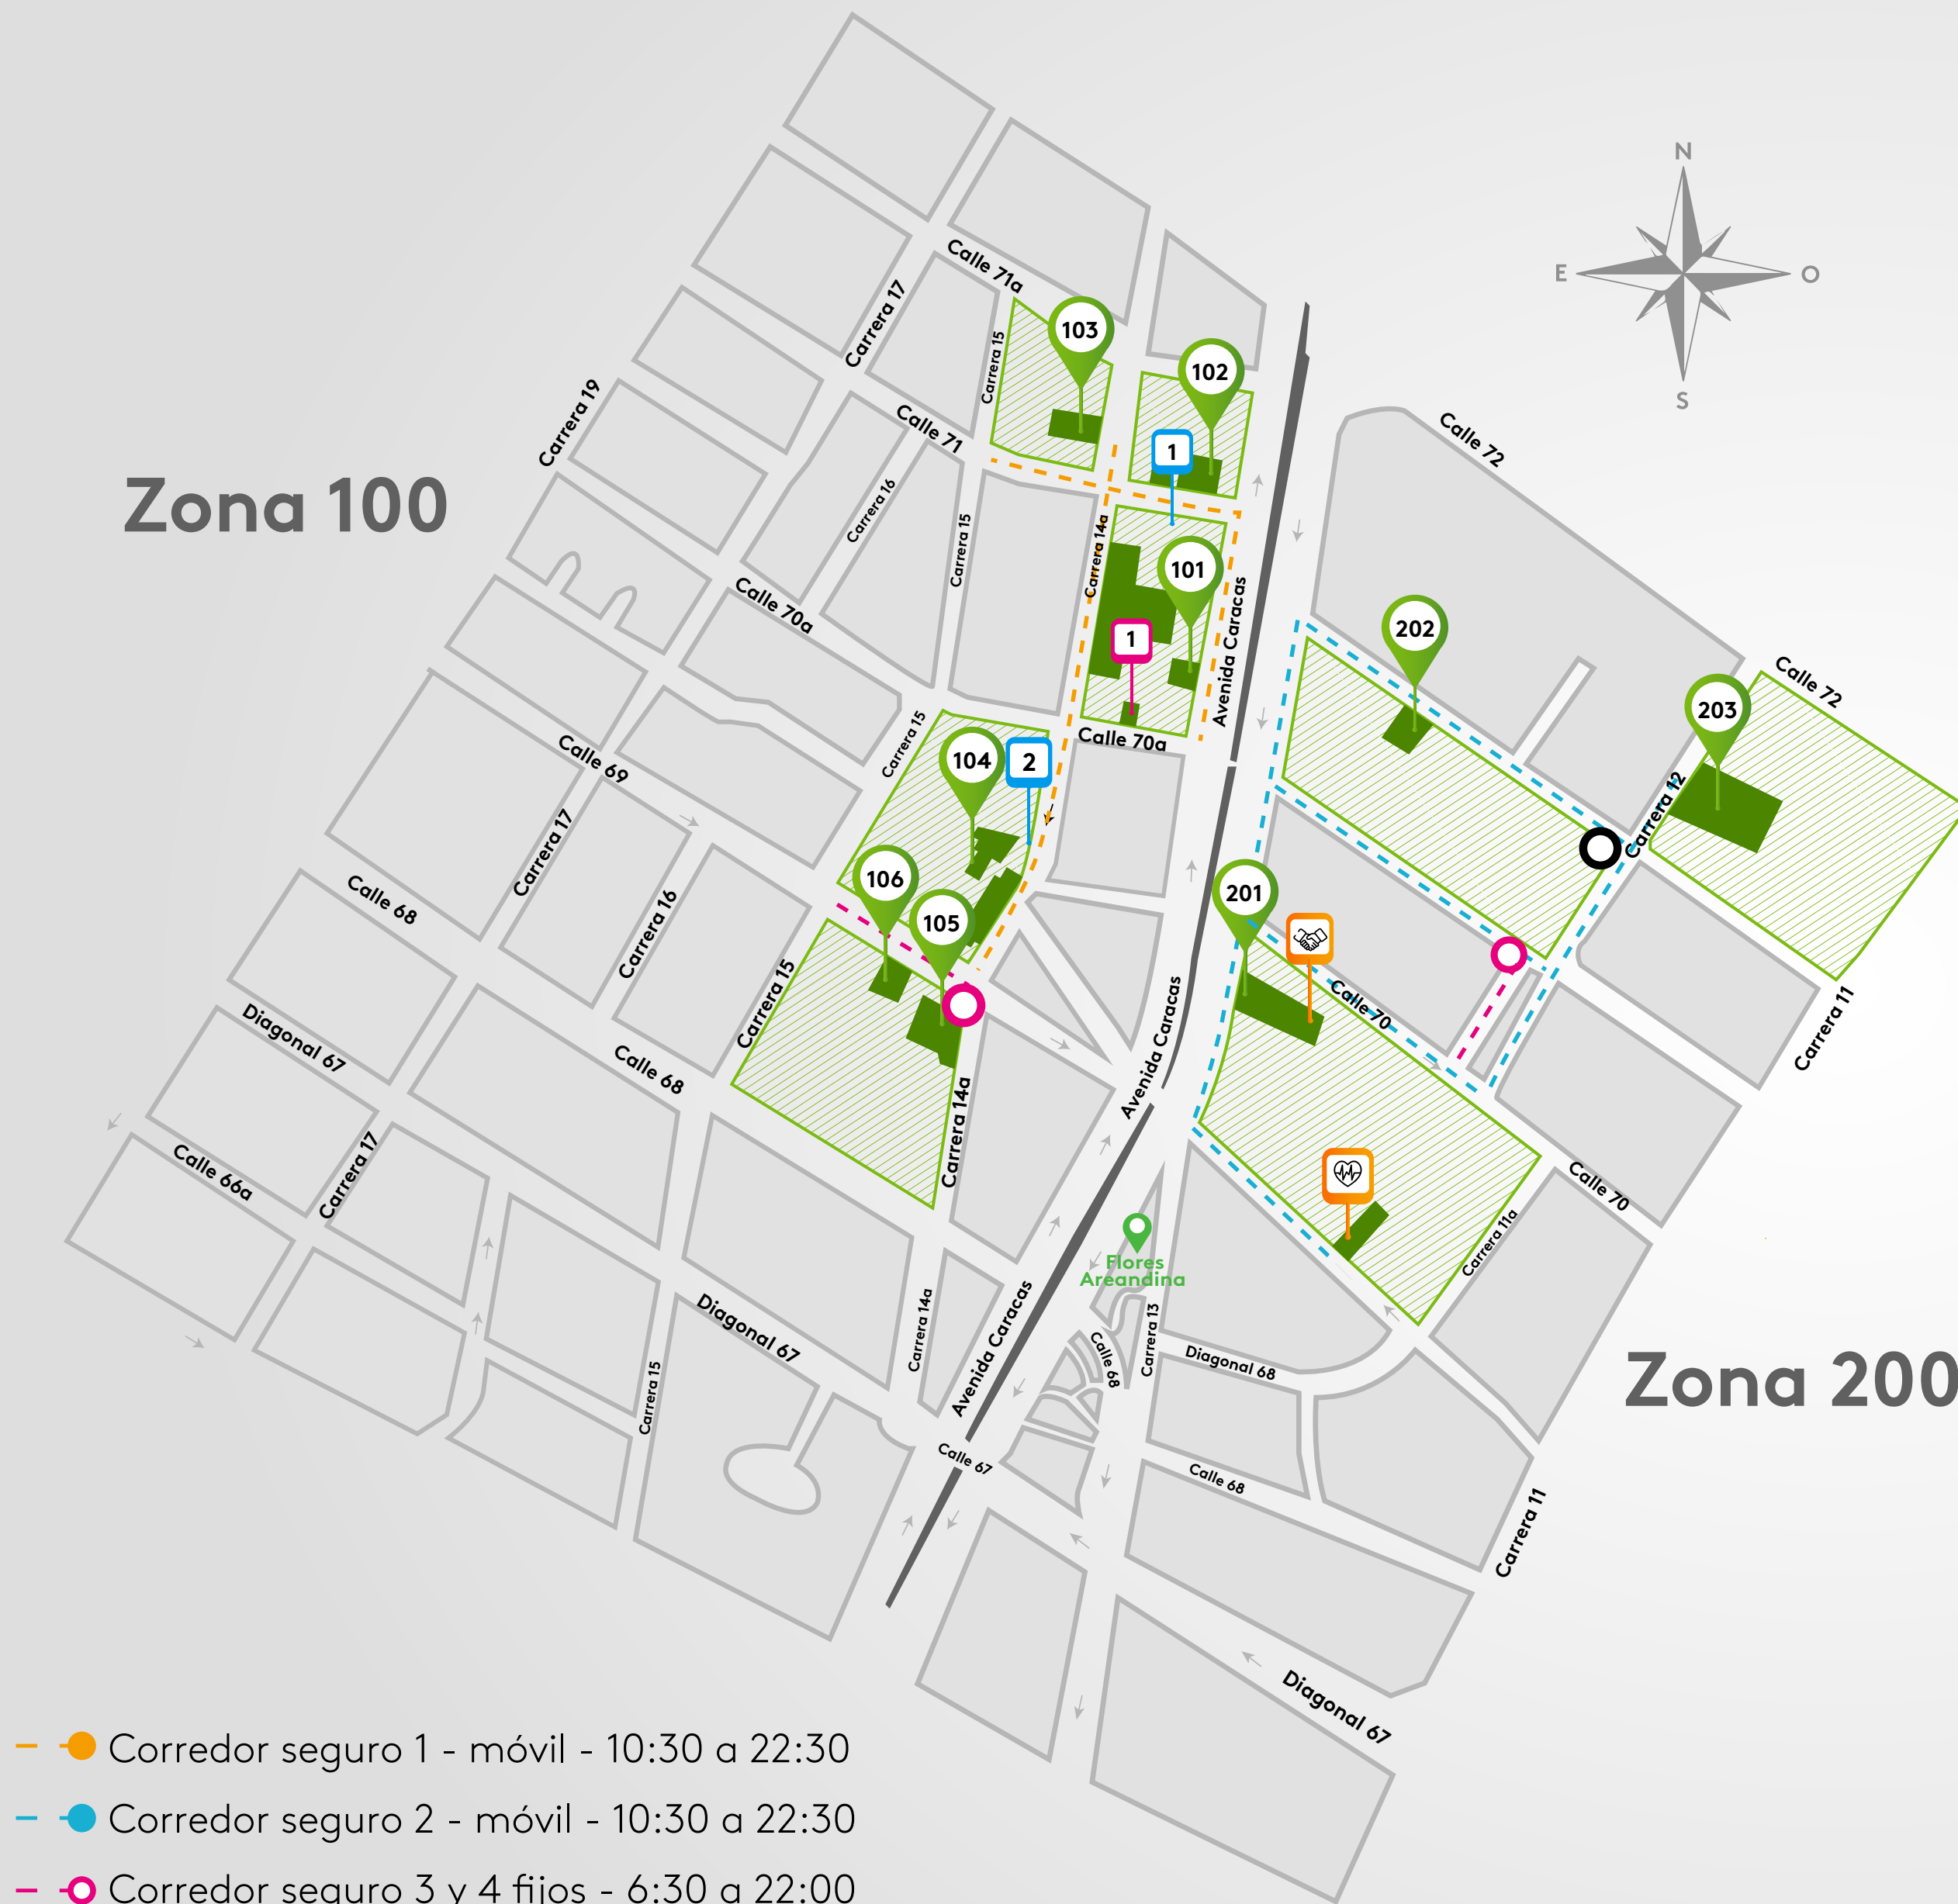 N
E
O
S
Calle 71a
Carrera 17
Carrera 15
103
102
1
Carrera 19
Calle 71
Calle 72
Zona 100
Carrera 16
Carrera 15
Carrera 14a
101
Avenida Caracas
1
Calle 70a
202
Calle 72
203
Carrera 12
Calle 70a
Carrera 15
104
2
Calle 69
Carrera 17
106
105
201
Calle 68
Carrera 16
Carrera 15
Calle 70
Carrera 11
Avenida Caracas
Diagonal 67
Calle 68
Carrera 14a
Calle 66a
Carrera 17
Calle 70
Carrera 11a
Flores
Areandina
Carrera 14a
Avenida Caracas
Calle 68
Carrera 13
Diagonal 67
Diagonal 68
Zona 200
Carrera 15
Calle 67
Calle 68
Carrera 11
Diagonal 67
Corredor seguro 1 - móvil - 10:30 a 22:30
Corredor seguro 2 - móvil - 10:30 a 22:30
Corredor seguro 3 y 4 fijos - 6:30 a 22:00